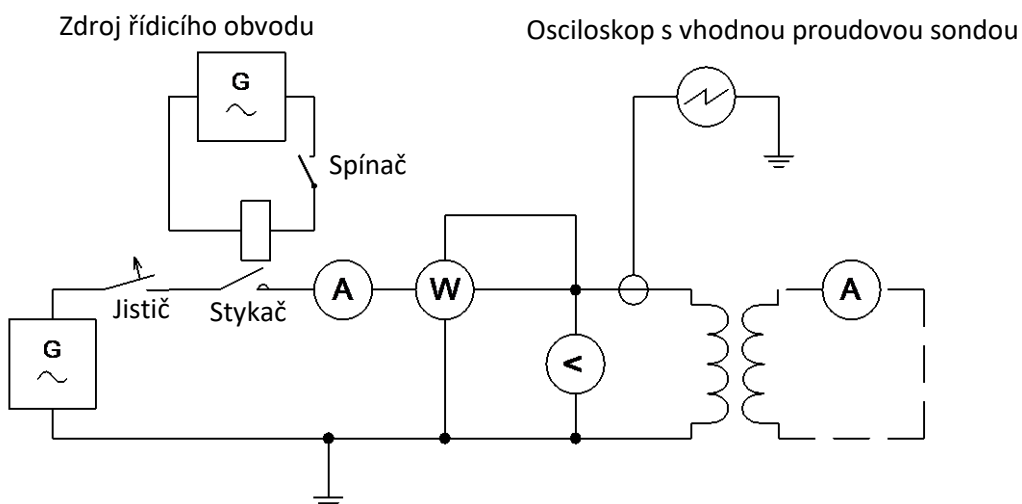 Zdroj řídicího obvodu
Osciloskop s vhodnou proudovou sondou
G
Spínač
Jistič
Stykač
A
W
A
G
V